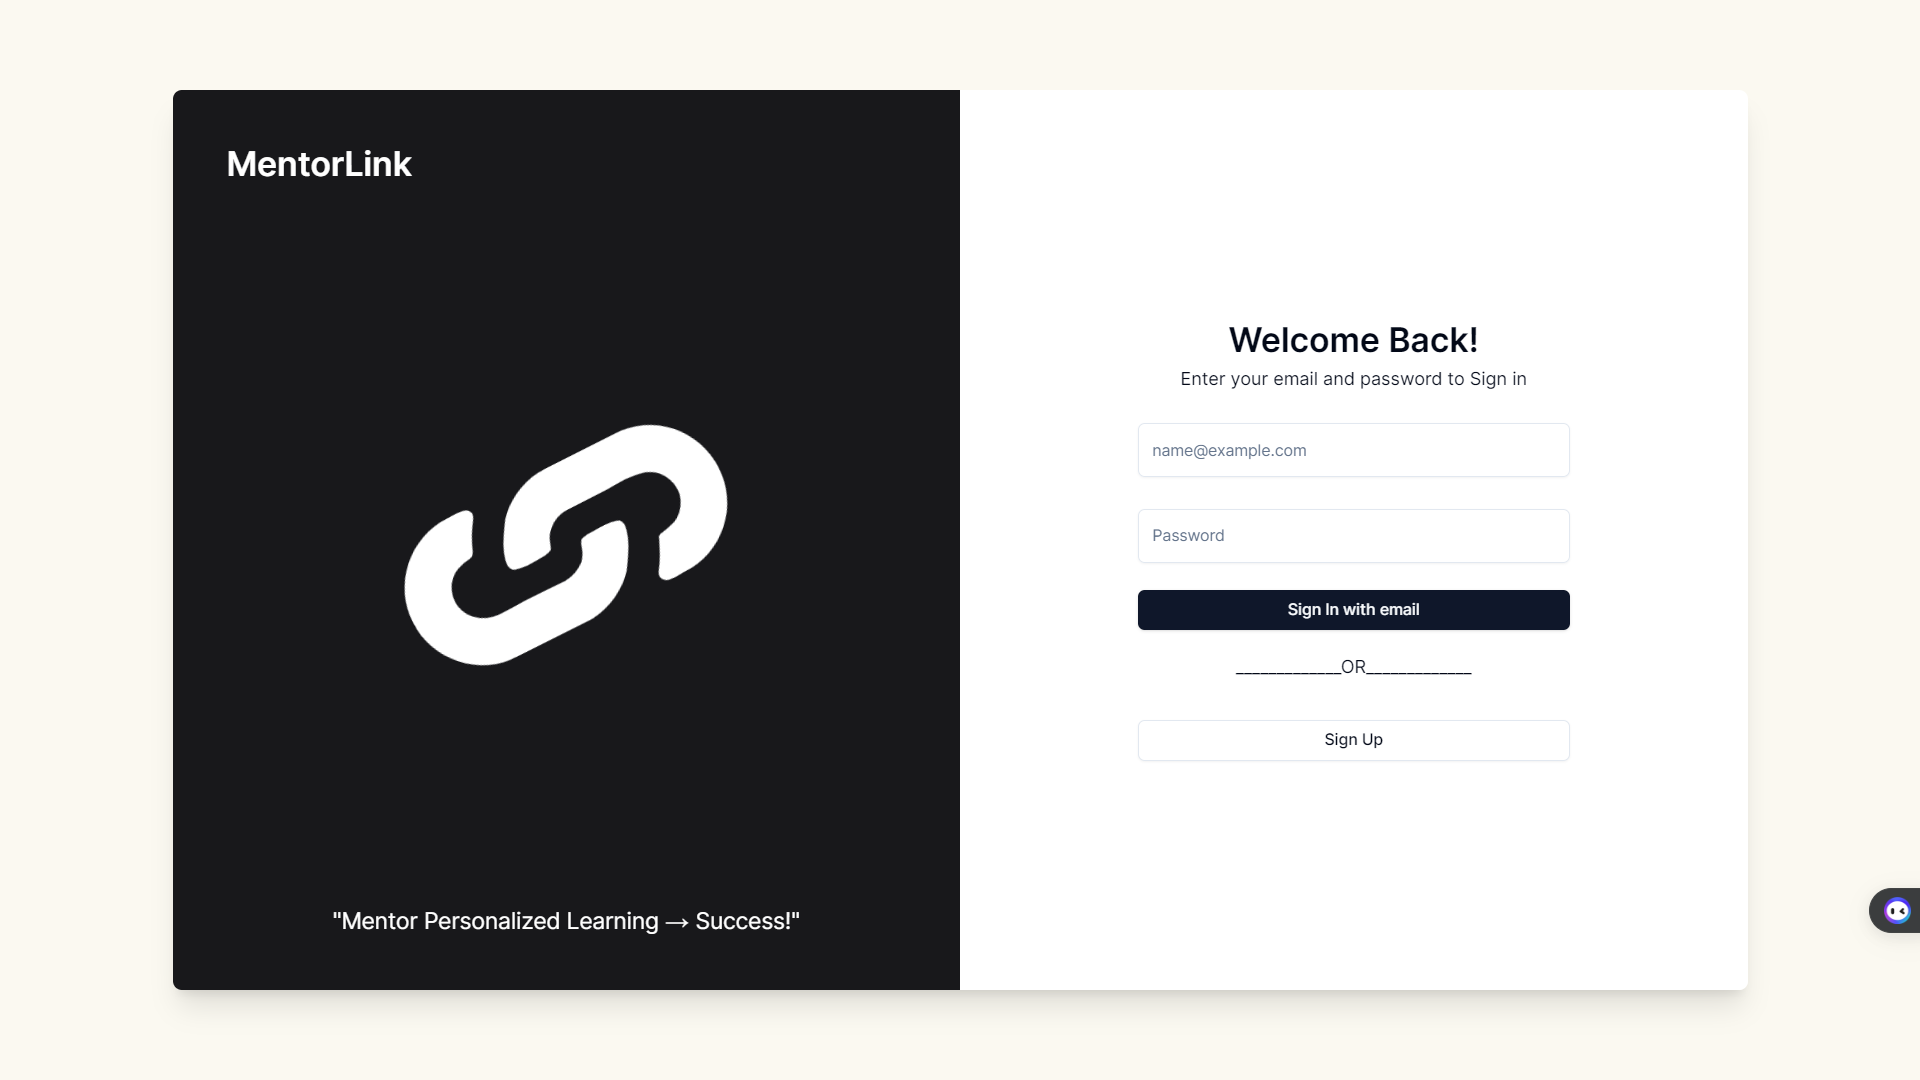 MentorLink
"Mentor Personalized Learning → Success!"
Welcome Back!
Enter your email and password to Sign in
name@example.com
Password
Sign In with email
_____________OR_____________
Sign Up